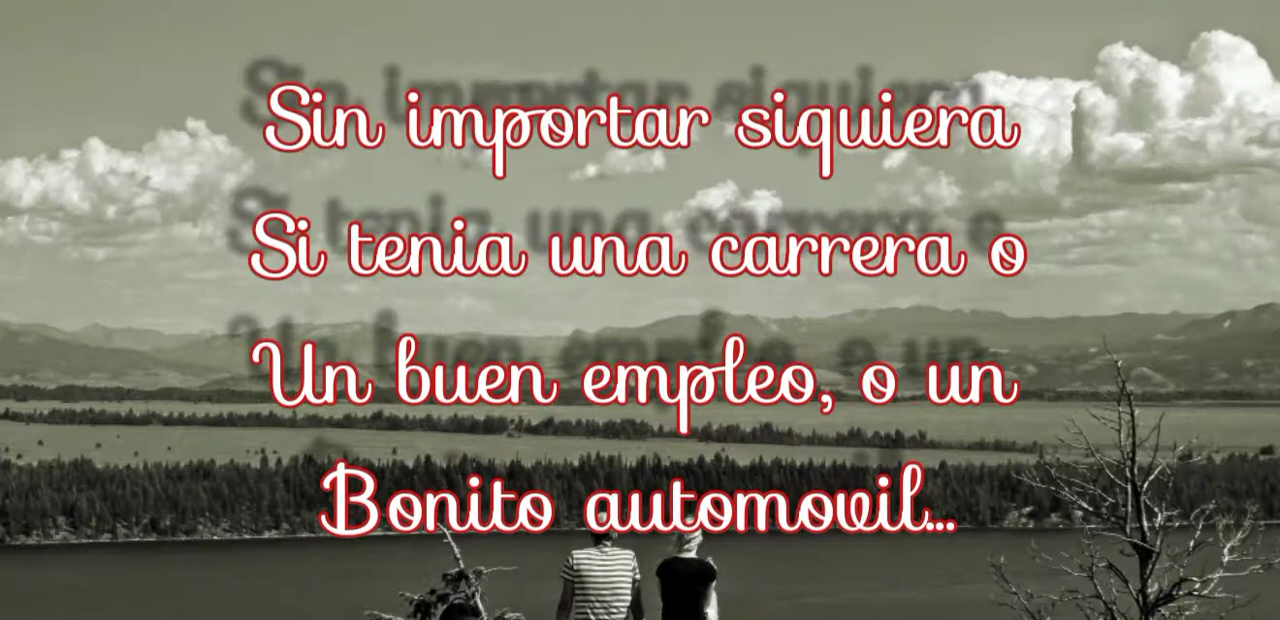 Sin importar siquiera
Si tenia una carrera o
Un buen empleo, o un
Bonito automovil...